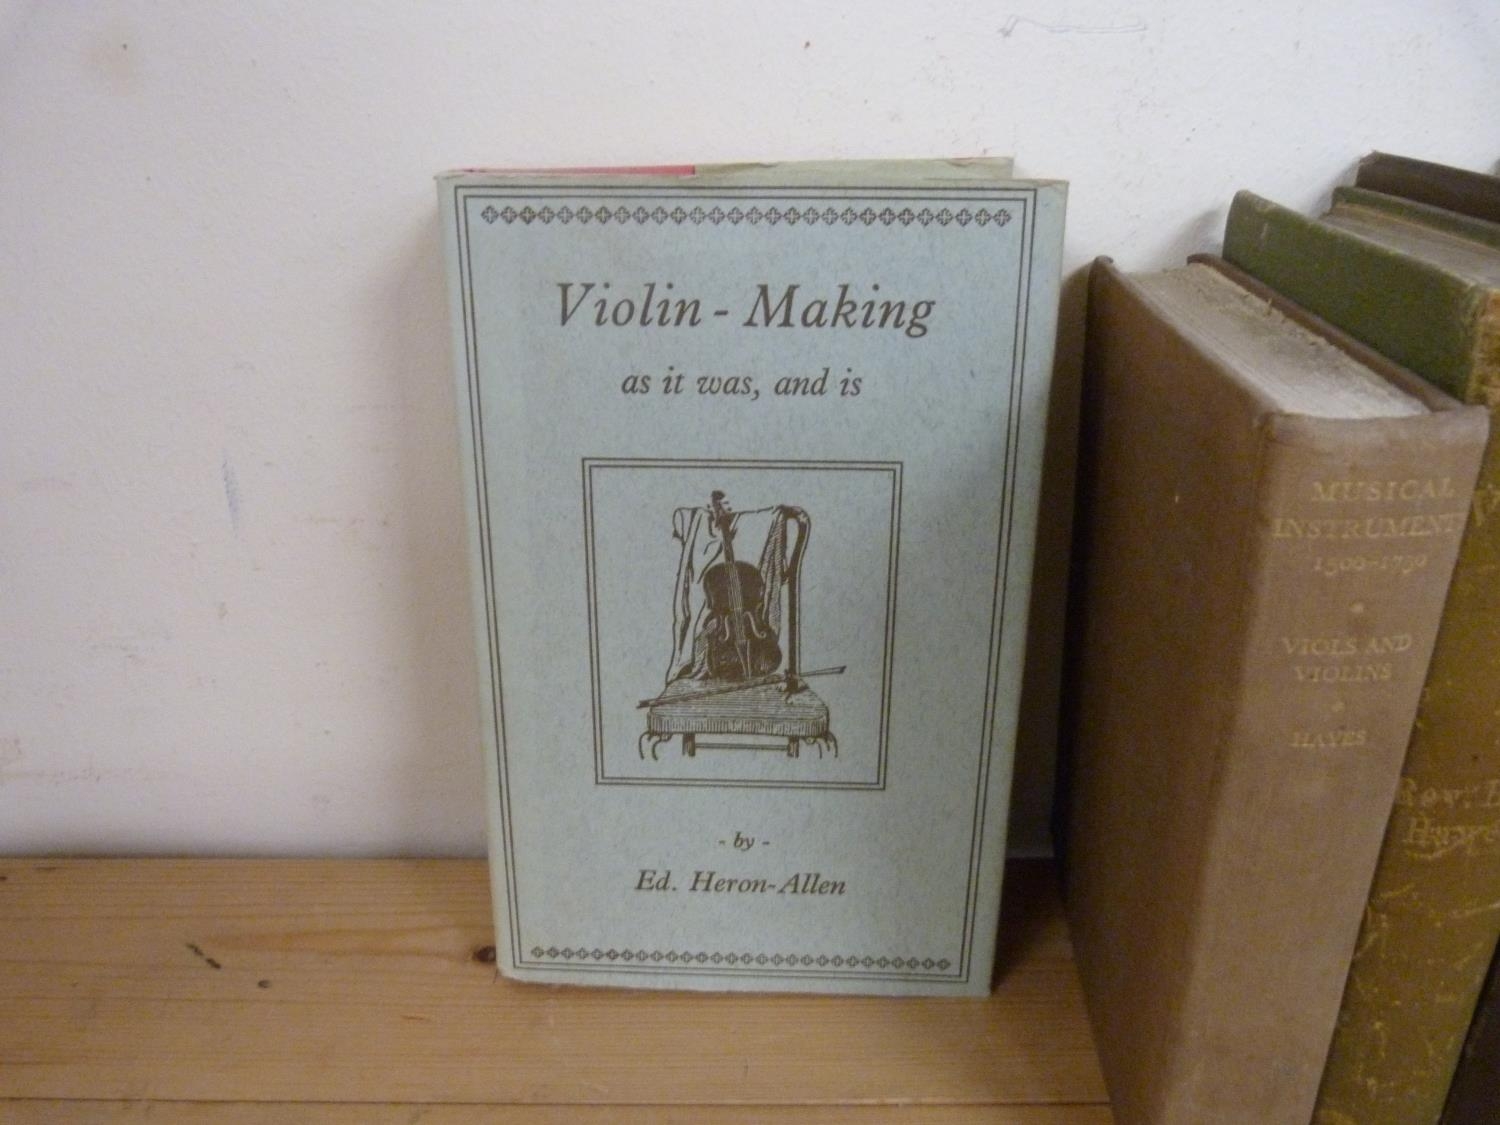 Violin - Making
as it was, and is
- by -
Ed. Heron-Allen
MUSICAL
INSTRUMENTS
1500-1750
VIOLS AND
VIOLINS
HAYES